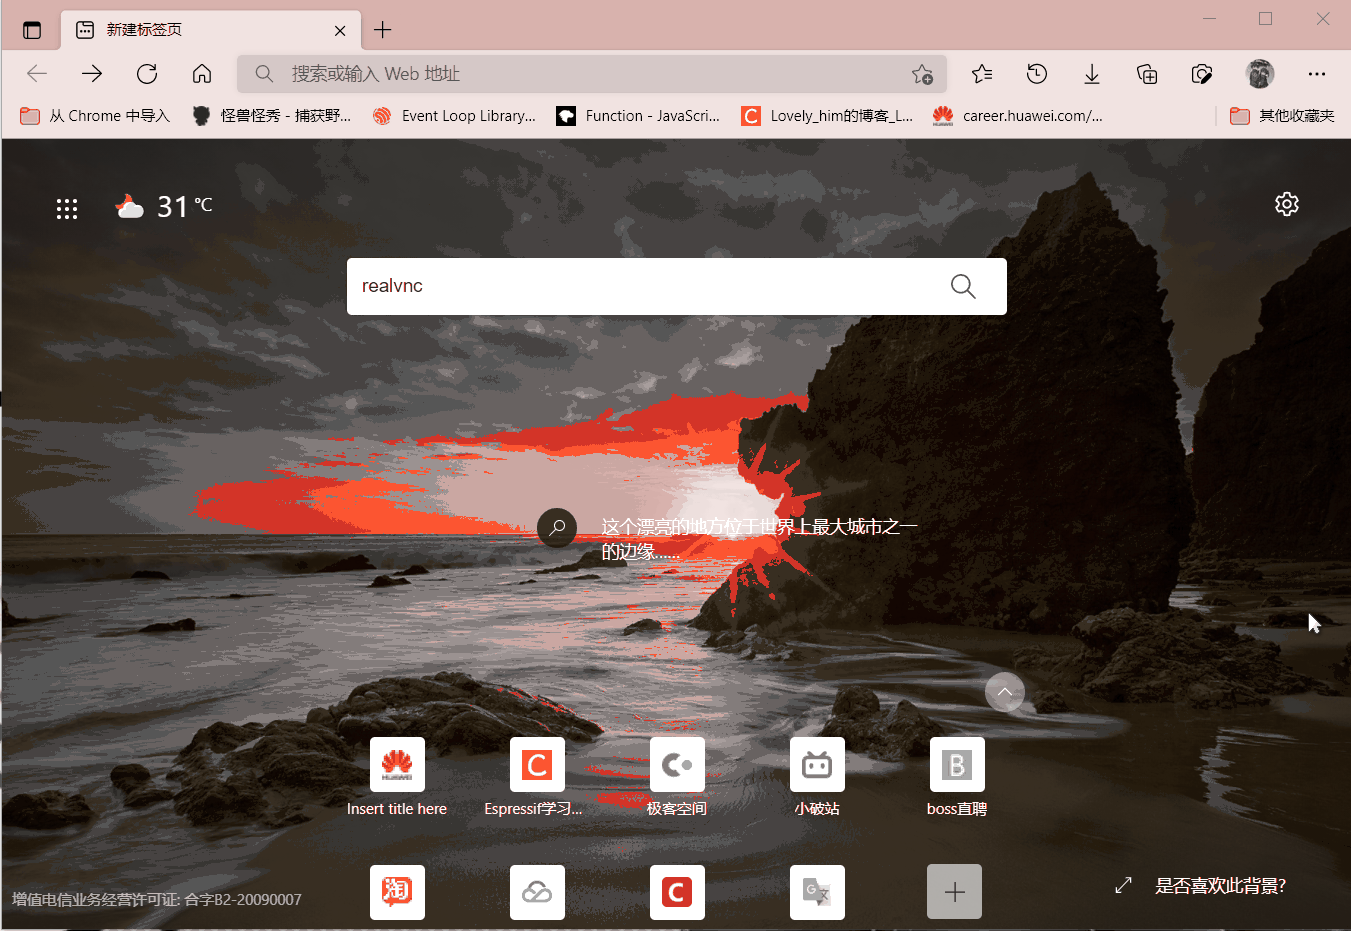 新建标签页
搜索或输入 Web 地址
从 Chrome 中导入
怪兽怪秀 - 捕获野...
Event Loop Library...
Function - JavaScri...
Lovely_him的博客_L...
career.huawei.com/...
其他收藏夹
31 °C
realvnc
这个漂亮的地方位于世界上最大城市之一
的边缘......
HUAWEI
C
B
Insert title here
Espressif学习...
极客空间
小破站
boss直聘
淘
C
G
增值电信业务经营许可证: 合字B2-20090007
是否喜欢此背景?